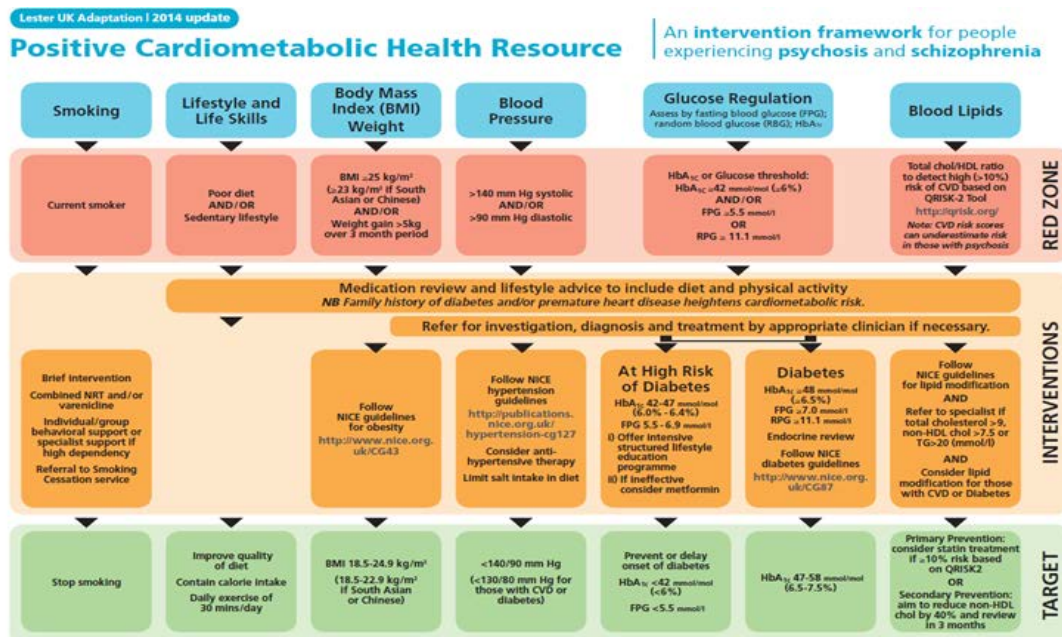 Lester UK Adaptation | 2014 update
Positive Cardiometabolic Health Resource
An intervention framework for people
experiencing psychosis and schizophrenia
Smoking
Lifestyle and
Life Skills
Body Mass
Index (BMI)
Weight
Blood
Pressure
Glucose Regulation
Assess by fasting blood glucose (FPG);
random blood glucose (RBG); HbA1c
Blood Lipids
RED ZONE
Current smoker
Poor diet
AND/OR
Sedentary lifestyle
BMI ≥25 kg/m²
(≥23 kg/m² if South
Asian or Chinese)
AND/OR
Weight gain >5kg
over 3 month period
>140 mm Hg systolic
AND/OR
>90 mm Hg diastolic
HbA1C or Glucose threshold:
HbA1C ≥42 mmol/mol (≥6%)
AND/OR
FPG ≥5.5 mmol/l
OR
RPG ≥ 11.1 mmol/l
Total chol/HDL ratio
to detect high (>10%)
risk of CVD based on
QRISK-2 Tool
http://qrisk.org/
Note: CVD risk scores
can underestimate risk
in those with psychosis
INTERVENTIONS
Medication review and lifestyle advice to include diet and physical activity
NB Family history of diabetes and/or premature heart disease heightens cardiometabolic risk.
Refer for investigation, diagnosis and treatment by appropriate clinician if necessary.
Brief intervention
Combined NRT and/or
varenicline
Individual/group
behavioral support or
specialist support if
high dependency
Referral to Smoking
Cessation service
Follow
NICE guidelines
for obesity
http://www.nice.org.
uk/CG43
Follow NICE
hypertension
guidelines
http://publications.
nice.org.uk/
hypertension-cg127
Consider anti-
hypertensive therapy
Limit salt intake in diet
At High Risk
of Diabetes
HbA1C 42-47 mmol/mol
(6.0% -6.4%)
FPG 5.5 -6.9 mmol/l
i) Offer intensive
structured lifestyle
education
programme
ii) If ineffective
consider metformin
Diabetes
HbA1C ≥48 mmol/mol
(≥6.5%)
FPG ≥7.0 mmol/l
RPG ≥11.1 mmol/l
Endocrine review
Follow NICE
diabetes guidelines
http://www.nice.org.
uk/CG87
Follow
NICE guidelines
for lipid modification
AND
Refer to specialist if
total cholesterol >9,
non-HDL chol >7.5 or
TG>20 (mmol/l)
AND
Consider lipid
modification for those
with CVD or Diabetes
TARGET
Stop smoking
Improve quality
of diet
Contain calorie intake
Daily exercise of
30 mins/day
BMI 18.5-24.9 kg/m²
(18.5-22.9 kg/m²
if South Asian
or Chinese)
<140/90 mm Hg
(<130/80 mm Hg for
those with CVD or
diabetes)
Prevent or delay
onset of diabetes
HbA1C <42 mmol/mol
(<6%)
FPG <5.5 mmol/l
HbA1C 47-58 mmol/mol
(6.5-7.5%)
Primary Prevention:
consider statin treatment
if ≥10% risk based
on QRISK2
OR
Secondary Prevention:
aim to reduce non-HDL
chol by 40% and review
in 3 months